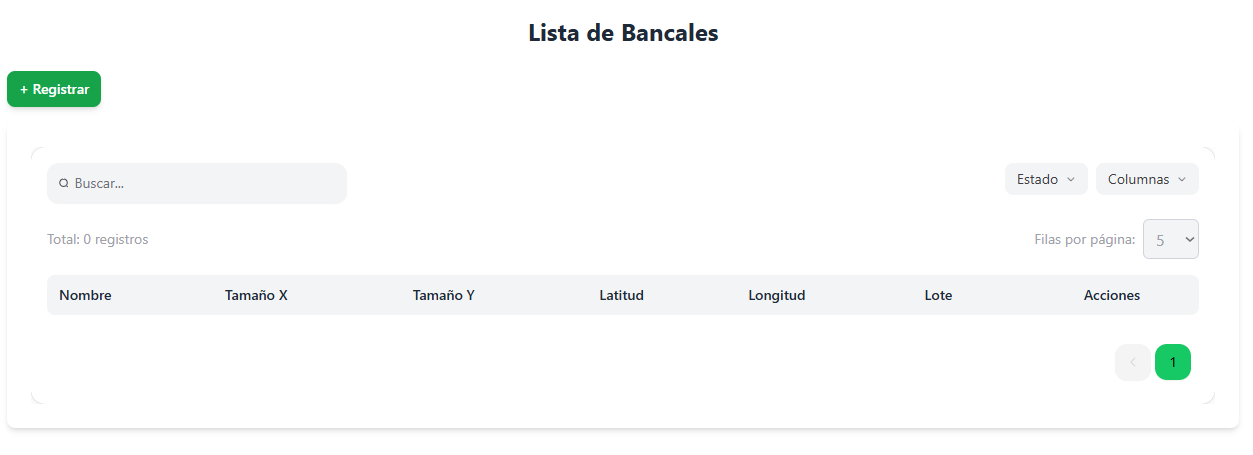 Lista de Bancales
+ Registrar
Buscar...
Estado
Columnas
Total: 0 registros
Filas por página: 5
Nombre Tamaño X Tamaño Y Latitud Longitud Lote Acciones
1